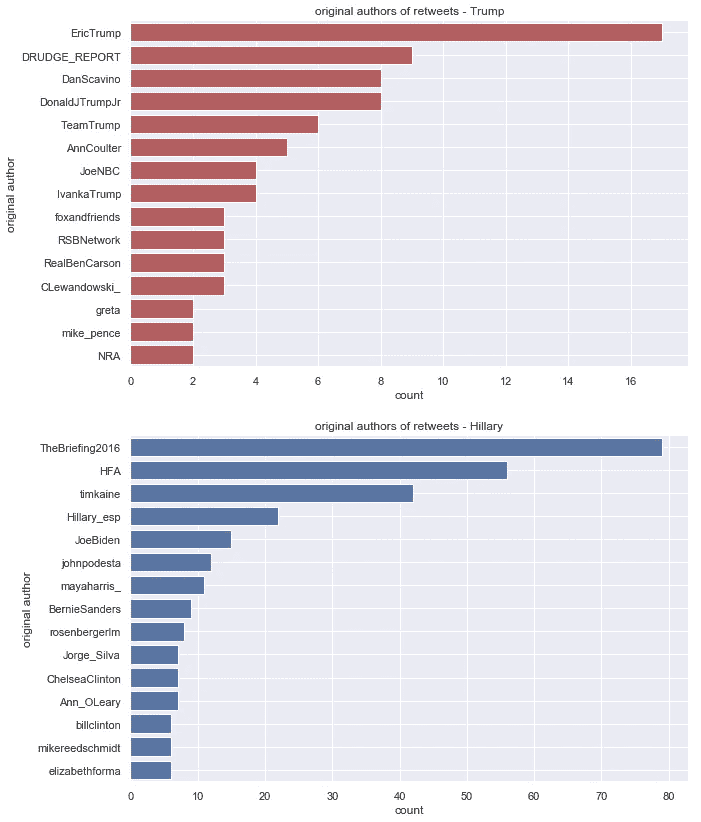 original authors of retweets - Trump
original author
EricTrump
DRUDGE_REPORT
DanScavino
DonaldJTrumpJr
TeamTrump
AnnCoulter
JoeNBC
IvankaTrump
foxandfriends
RSBNetwork
RealBenCarson
CLewandowski_
greta
mike_pence
NRA
0 2 4 6 8 10 12 14 16
count
original authors of retweets - Hillary
original author
TheBriefing2016
HFA
timkaine
Hillary_esp
JoeBiden
johnpodesta
mayaharris_
BernieSanders
rosenbergerlm
Jorge_Silva
ChelseaClinton
Ann_OLeary
billclinton
mikereedschmidt
elizabethforma
0 10 20 30 40 50 60 70 80
count